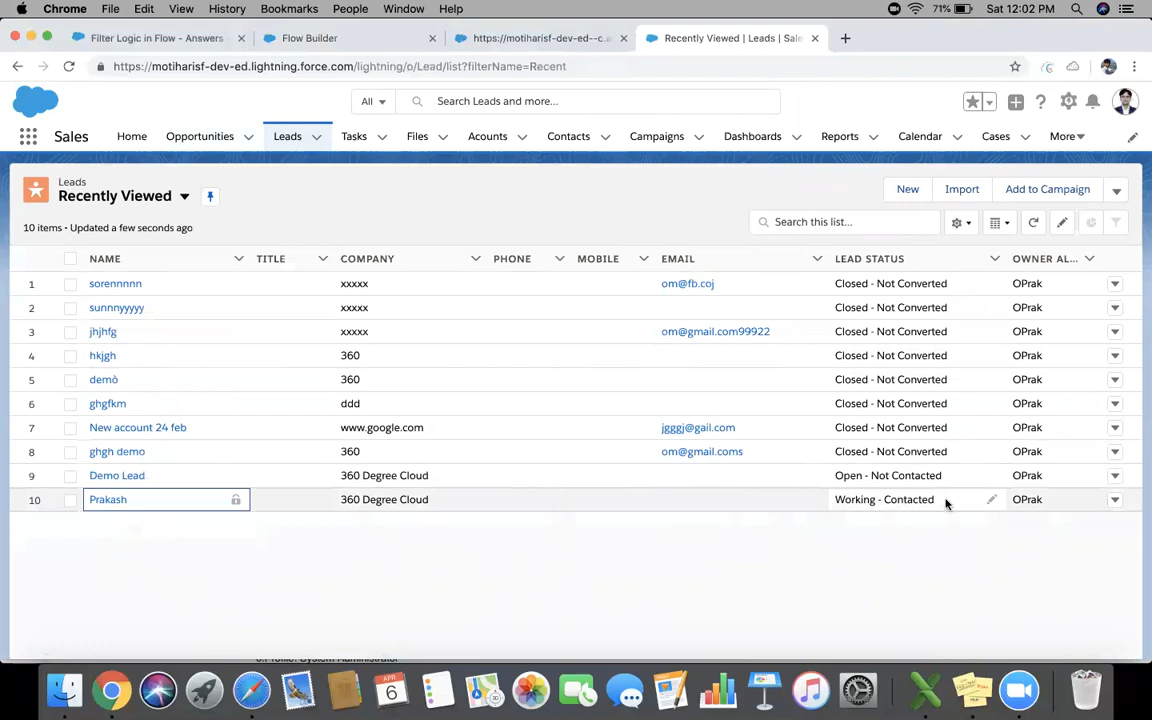 Chrome File Edit View History Bookmarks People Window Help 71% Sat 12:02 PM
Filter Logic in Flow - Answers Flow Builder https://motiharisf-dev-ed--c.a Recently Viewed | Leads | Sale
https://motiharisf-dev-ed.lightning.force.com/lightning/o/Lead/list?filterName=Recent
All Search Leads and more...
Sales Home Opportunities Leads Tasks Files Acounts Contacts Campaigns Dashboards Reports Calendar Cases More
Leads
Recently Viewed
New Import Add to Campaign
10 items • Updated a few seconds ago
Search this list...
NAME TITLE COMPANY PHONE MOBILE EMAIL LEAD STATUS OWNER AL...
1 sorennnnn xxxxx om@fb.coj Closed - Not Converted OPrak
2 sunnnyyyyy xxxxx Closed - Not Converted OPrak
3 jhjhfg xxxxx om@gmail.com99922 Closed - Not Converted OPrak
4 hkjgh 360 Closed - Not Converted OPrak
5 demò 360 Closed - Not Converted OPrak
6 ghgfkm ddd Closed - Not Converted OPrak
7 New account 24 feb www.google.com jgggj@gail.com Closed - Not Converted OPrak
8 ghgh demo 360 om@gmail.coms Closed - Not Converted OPrak
9 Demo Lead 360 Degree Cloud Open - Not Contacted OPrak
10 Prakash 360 Degree Cloud Working - Contacted OPrak
APR
6